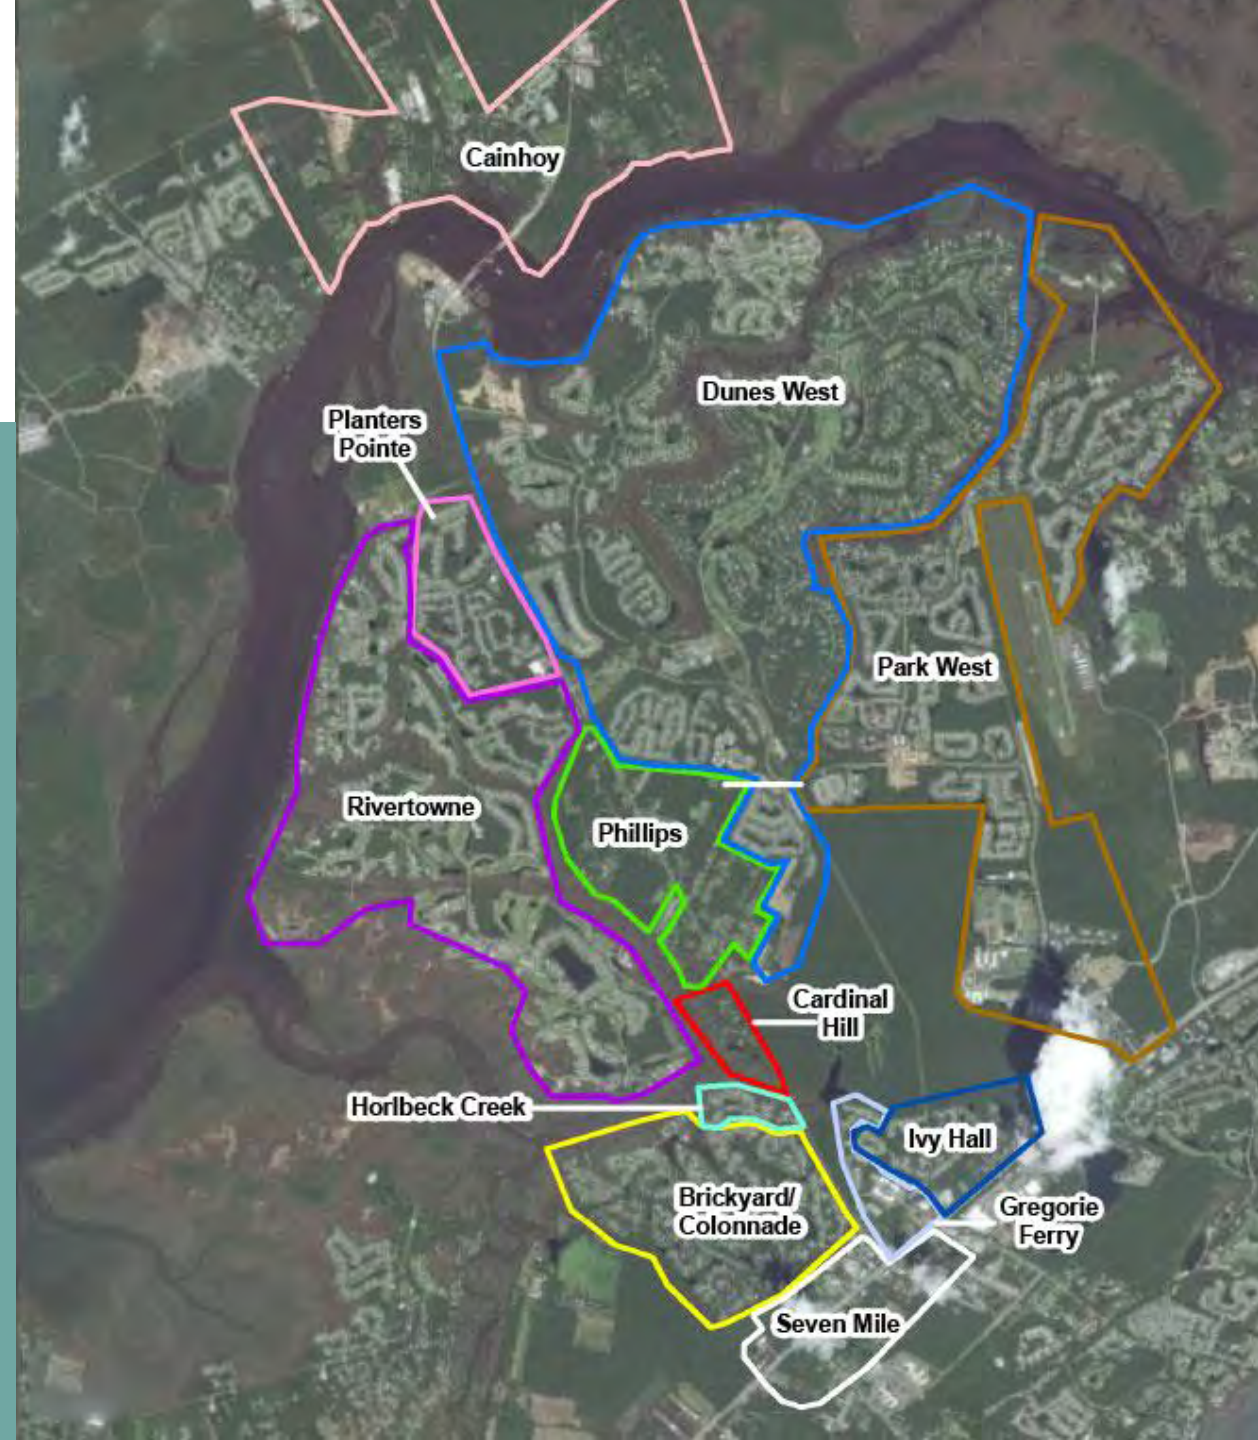 Cainhoy
Dunes West
Planters
Pointe
Park West
Rivertowne
Phillips
Cardinal
Hill
Horlbeck Creek
Ivy Hall
Brickyard/
Colonnade
Gregorie
Ferry
Seven Mile